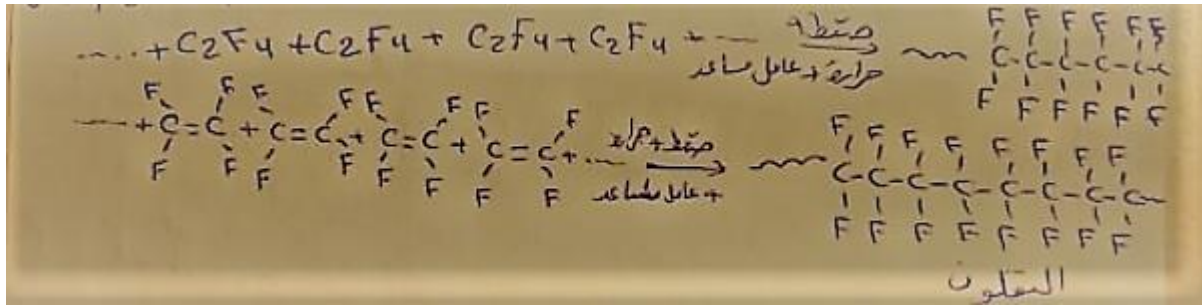 ..... + C2F4 + C2F4 + C2F4 + C2F4 + ..... ضغط + حرارة + عامل مساعد
F F F F F F
C-C-C-C-C-C
F F F F F F
F F F F F F F F
..... + C=C + C=C + C=C + C=C + ..... ضغط + حرارة + عامل مساعد
F F F F F F F F
F F F F F F F F
C-C-C-C-C-C-C-C
F F F F F F F F
التفلون